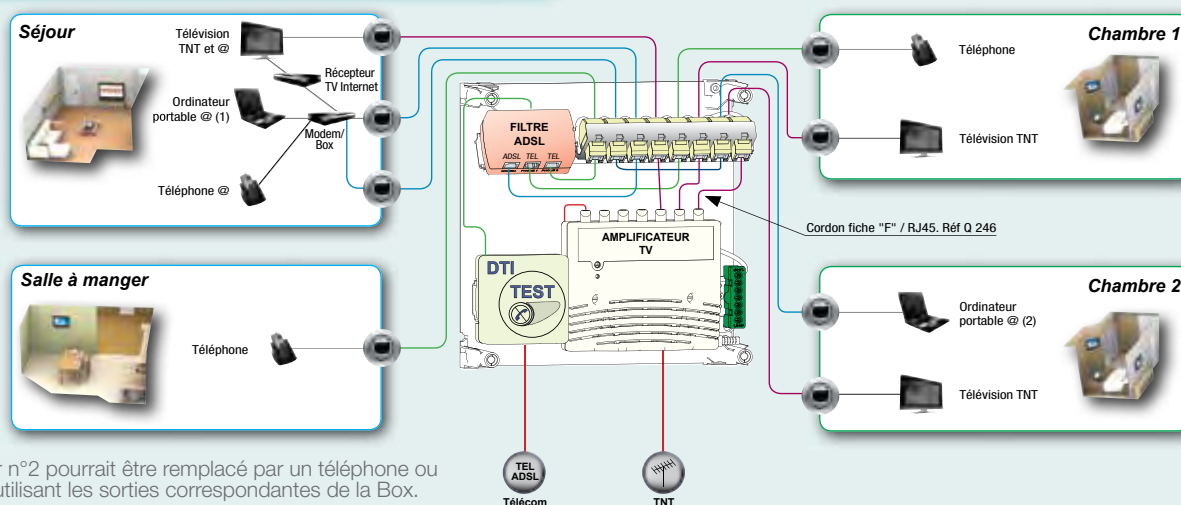 Séjour
Télévision
TNT et @
Récepteur
TV Internet
Ordinateur
portable @ (1)
Modem/
Box
Téléphone @
Salle à manger
Téléphone
FILTRE
ADSL
ADSL TEL TEL
AMPLIFICATEUR
TV
DTI
TEST
Cordon fiche "F" / RJ45. Réf Q 246
Chambre 1
Téléphone
Télévision TNT
Chambre 2
Ordinateur
portable @ (2)
Télévision TNT
n°2 pourrait être remplacé par un téléphone ou
utilisant les sorties correspondantes de la Box.
TEL
ADSL
Télécom
TNT